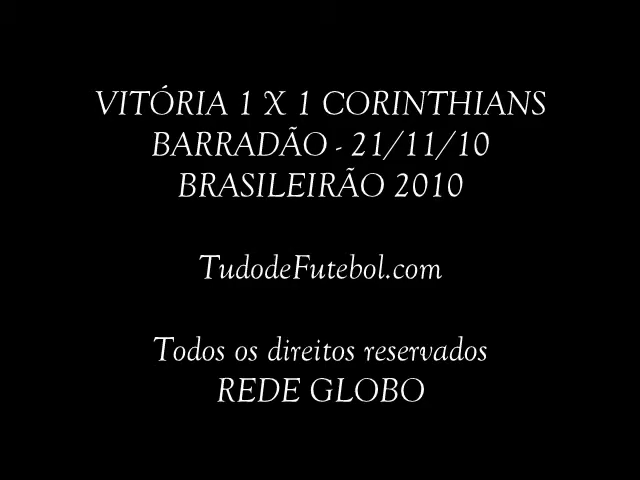 VITÓRIA 1 X 1 CORINTHIANS
BARRADÃO - 21/11/10
BRASILEIRÃO 2010
TudodeFutebol.com
Todos os direitos reservados
REDE GLOBO